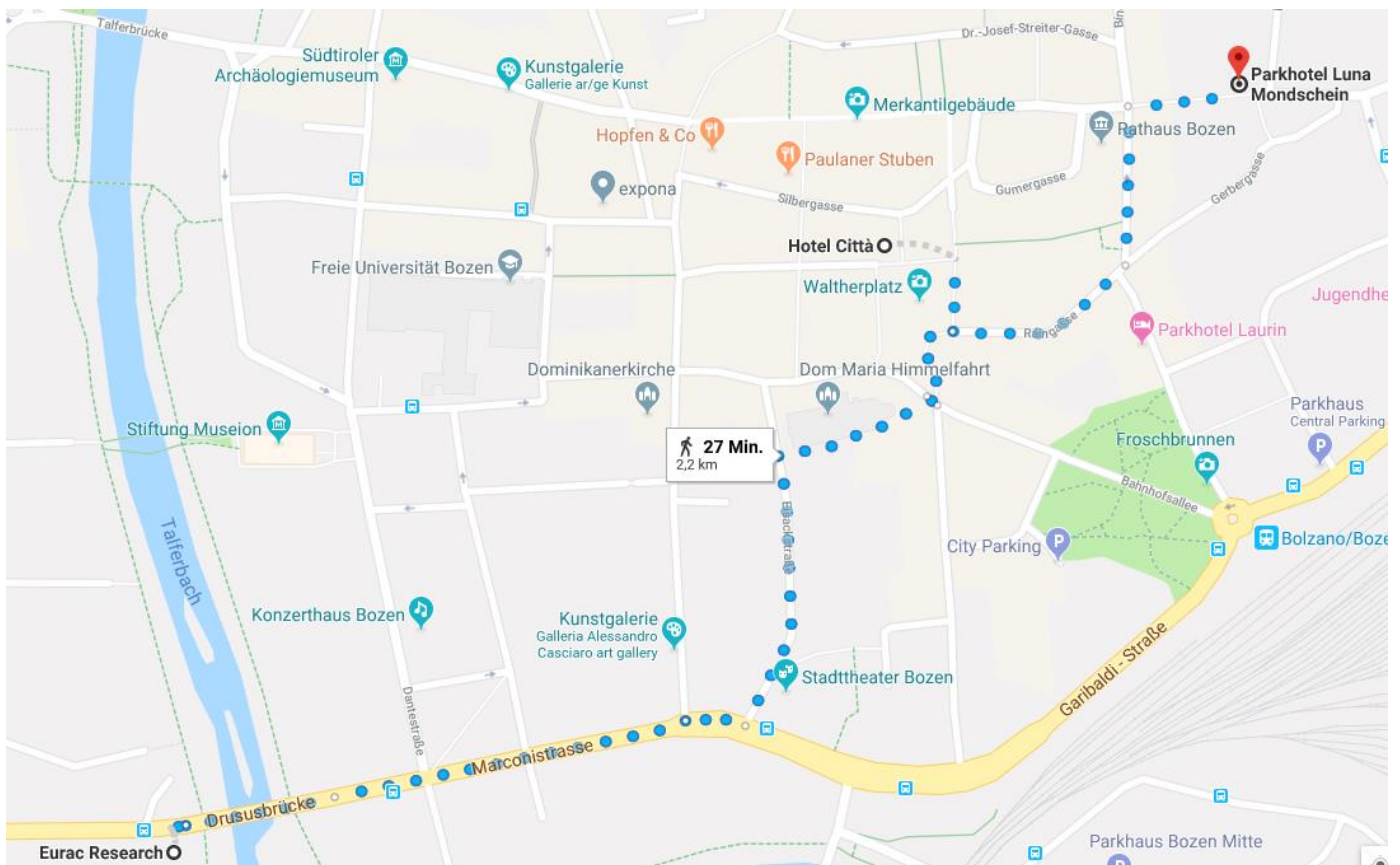 Talferbrücke
Südtiroler
Archäologiemuseum
Kunstgalerie
Gallerie ar/ge Kunst
Dr.-Josef-Streiter-Gasse
Bin
Parkhotel Luna
Mondschein
Merkantilgebäude
Rathaus Bozen
Hopfen & Co
Paulaner Stuben
expona
Silbergasse
Gumergasse
Gerbergasse
Hotel Città
Freie Universität Bozen
Waltherplatz
Jugendhe
Raingasse
Parkhotel Laurin
Dominikanerkirche
Dom Maria Himmelfahrt
Stiftung Museion
27 Min.
2,2 km
Parkhaus
Central Parking
P
Froschbrunnen
Bahnhofsallee
Talferbach
City Parking
P
Bolzano/Boze
Konzerthaus Bozen
Kunstgalerie
Galleria Alessandro
Casciaro art gallery
Stadttheater Bozen
Garibaldi - Straße
Dantestraße
Marconistrasse
Drususbrücke
Eurac Research
Parkhaus Bozen Mitte
P